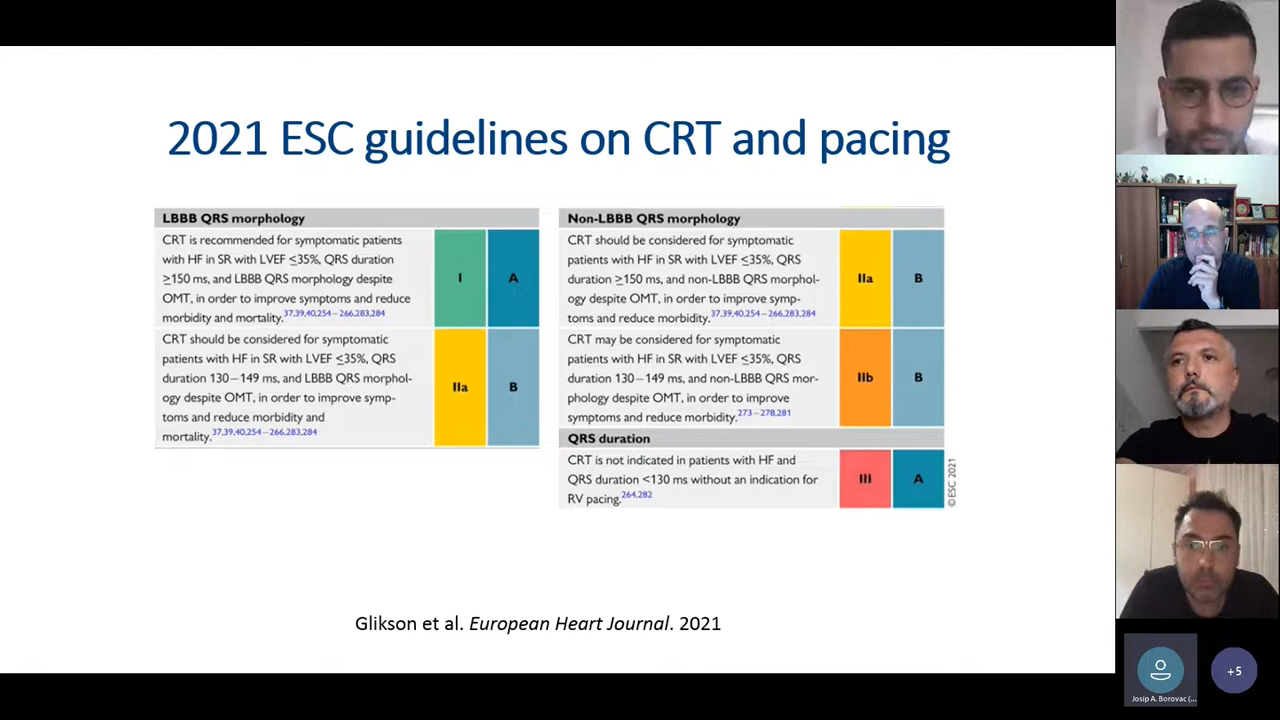 2021 ESC guidelines on CRT and pacing
LBBB QRS morphology
CRT is recommended for symptomatic patients
with HF in SR with LVEF ≤35%, QRS duration
≥150 ms, and LBBB QRS morphology despite
OMT, in order to improve symptoms and reduce
morbidity and mortality.37,39,40,254–266,283,284
I
A
CRT should be considered for symptomatic
patients with HF in SR with LVEF ≤35%, QRS
duration 130–149 ms, and LBBB QRS morphol-
ogy despite OMT, in order to improve symp-
toms and reduce morbidity and
mortality.37,39,40,254–266,283,284
IIa
B
Non-LBBB QRS morphology
CRT should be considered for symptomatic
patients with HF in SR with LVEF ≤35%, QRS
duration ≥150 ms, and non-LBBB QRS morphol-
ogy despite OMT, in order to improve symp-
toms and reduce morbidity.37,39,40,254–266,283,284
IIa
B
CRT may be considered for symptomatic
patients with HF in SR with LVEF ≤35%, QRS
duration 130–149 ms, and non-LBBB QRS mor-
phology despite OMT, in order to improve
symptoms and reduce morbidity.273–278,281
IIb
B
QRS duration
CRT is not indicated in patients with HF and
QRS duration <130 ms without an indication for
RV pacing.264,282
III
A
©ESC 2021
Glikson et al. European Heart Journal. 2021
Josip A. Borovac (...
+5